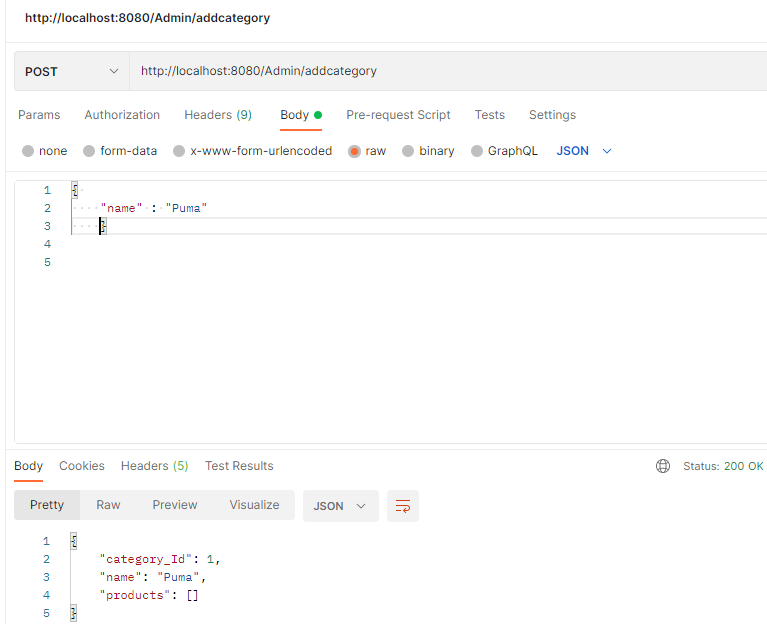 http://localhost:8080/Admin/addcategory
POST http://localhost:8080/Admin/addcategory
Params Authorization Headers (9) Body Pre-request Script Tests Settings
none form-data x-www-form-urlencoded raw binary GraphQL JSON
1 {
2 "name" : "Puma"
3 }
4
5
Body Cookies Headers (5) Test Results Status: 200 OK
Pretty Raw Preview Visualize JSON
1 {
2 "category_Id": 1,
3 "name": "Puma",
4 "products": []
5 }